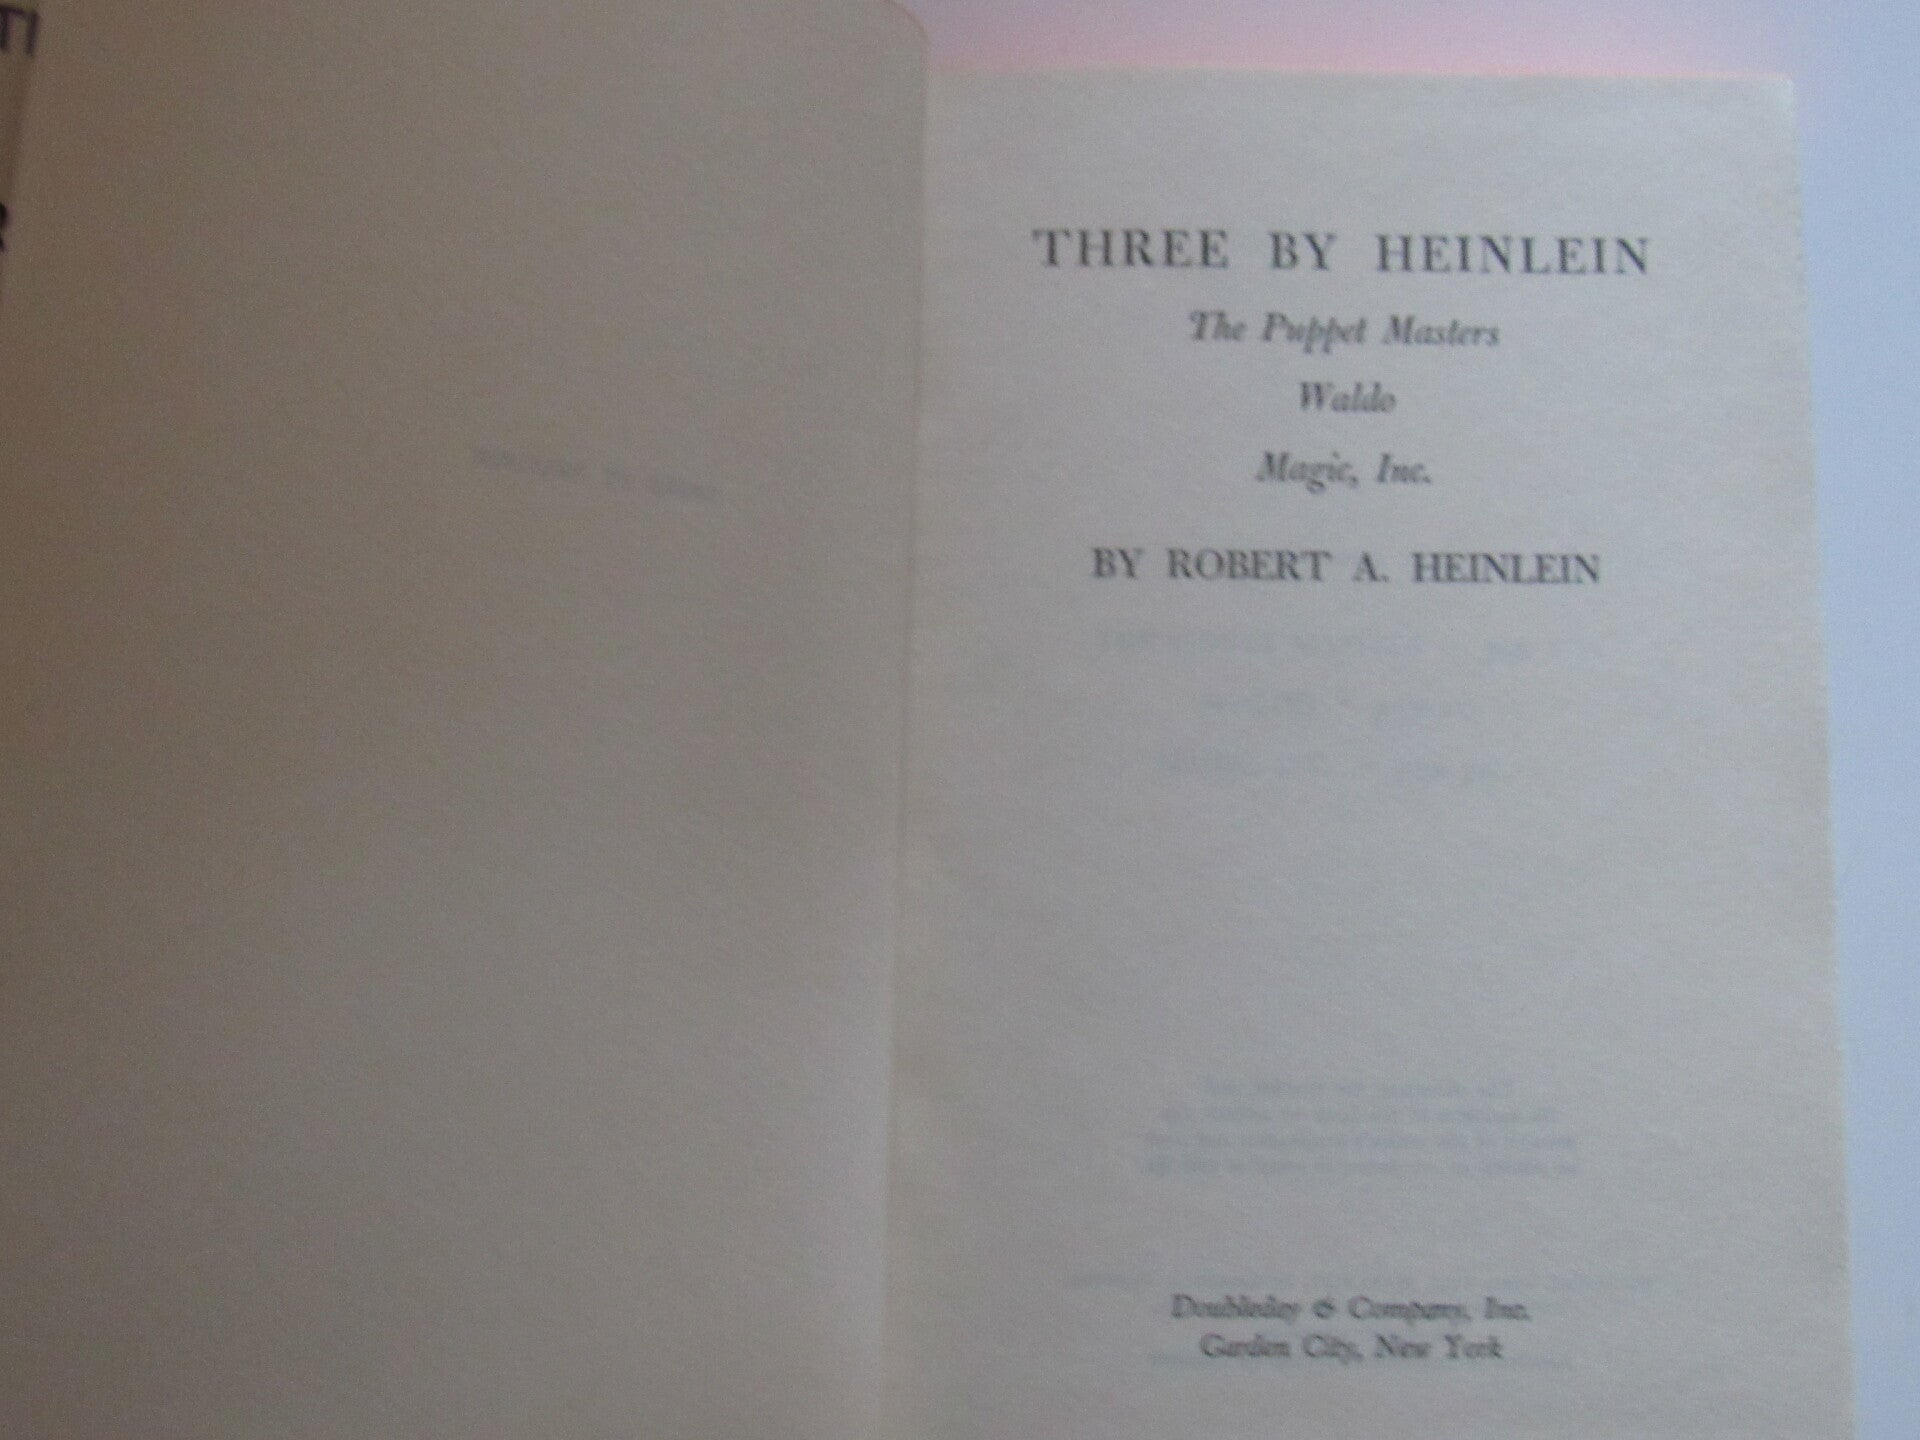 THREE BY HEINLEIN
The Puppet Masters
Waldo
Magic, Inc.
BY ROBERT A. HEINLEIN
Doubleday & Company, Inc.
Garden City, New York